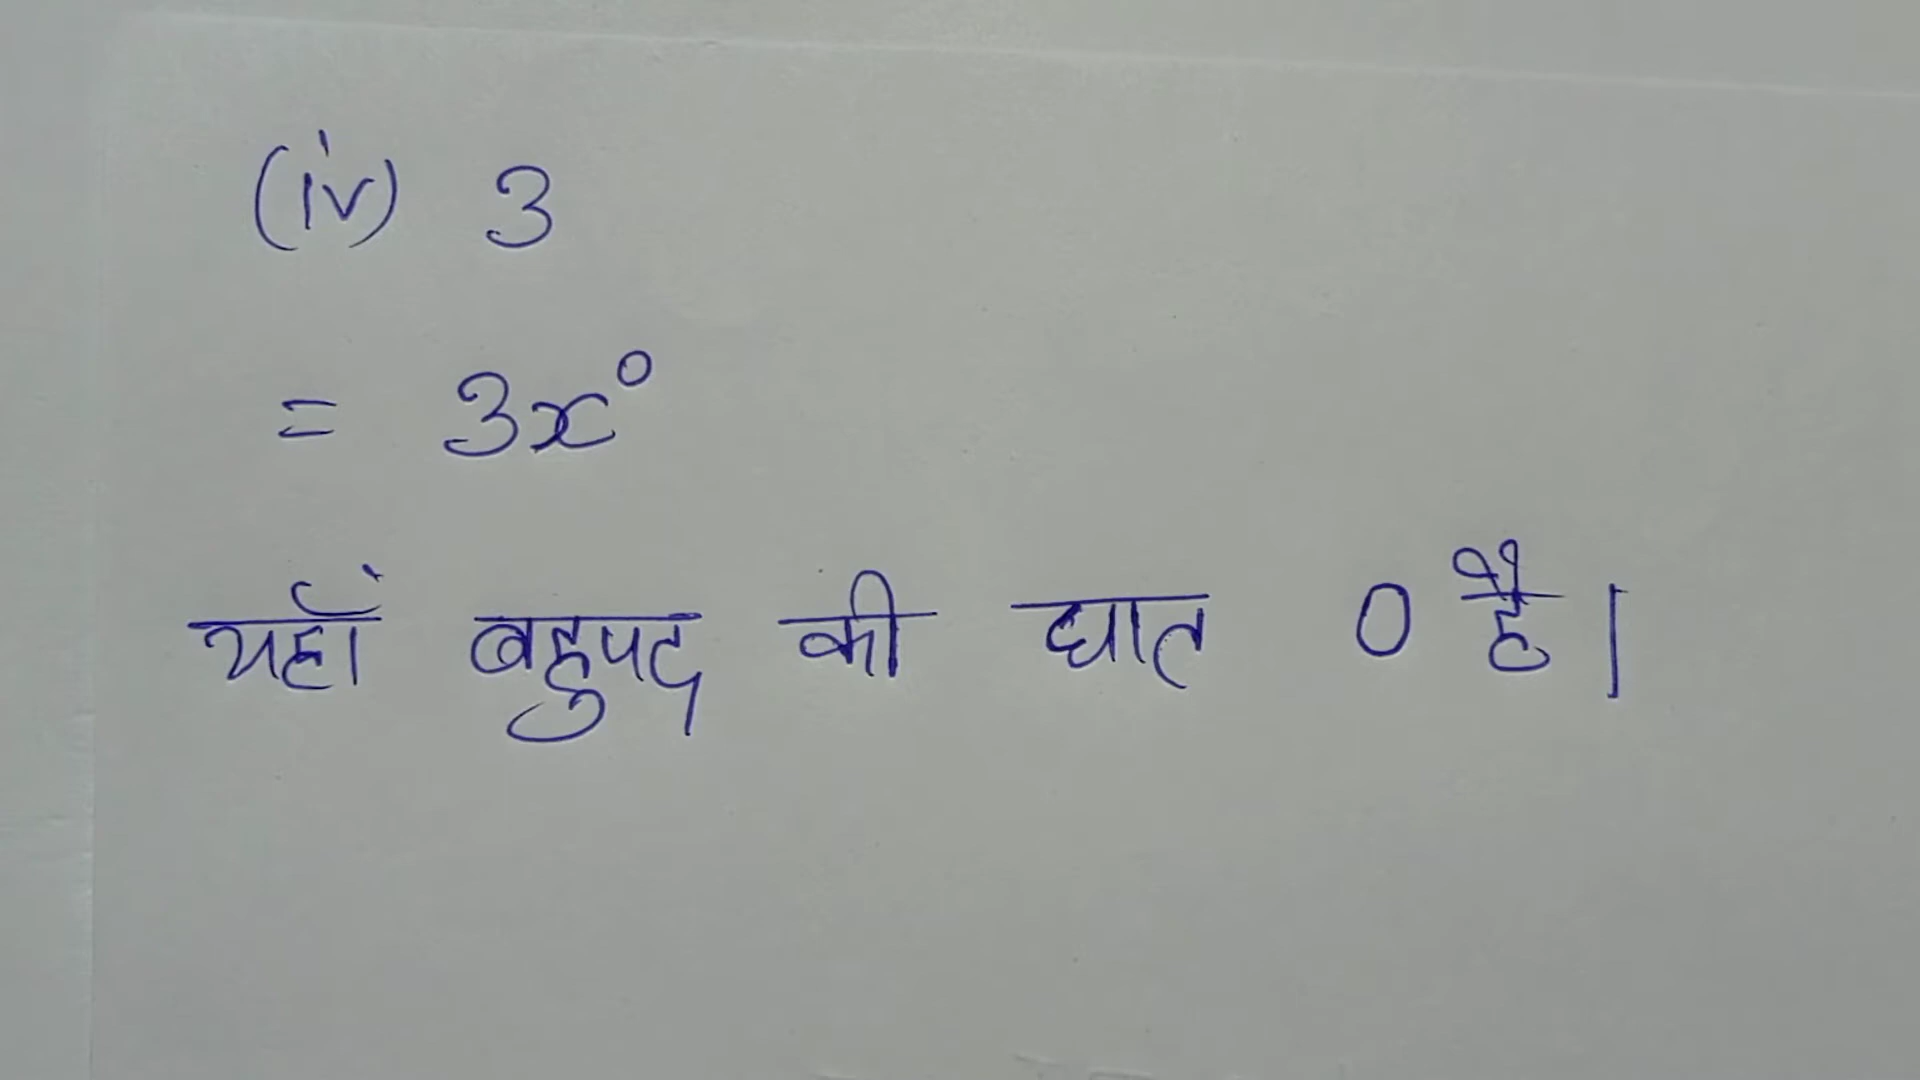 (iv) 3
= 3x⁰
यहाँ बहुपद की घात 0 है।